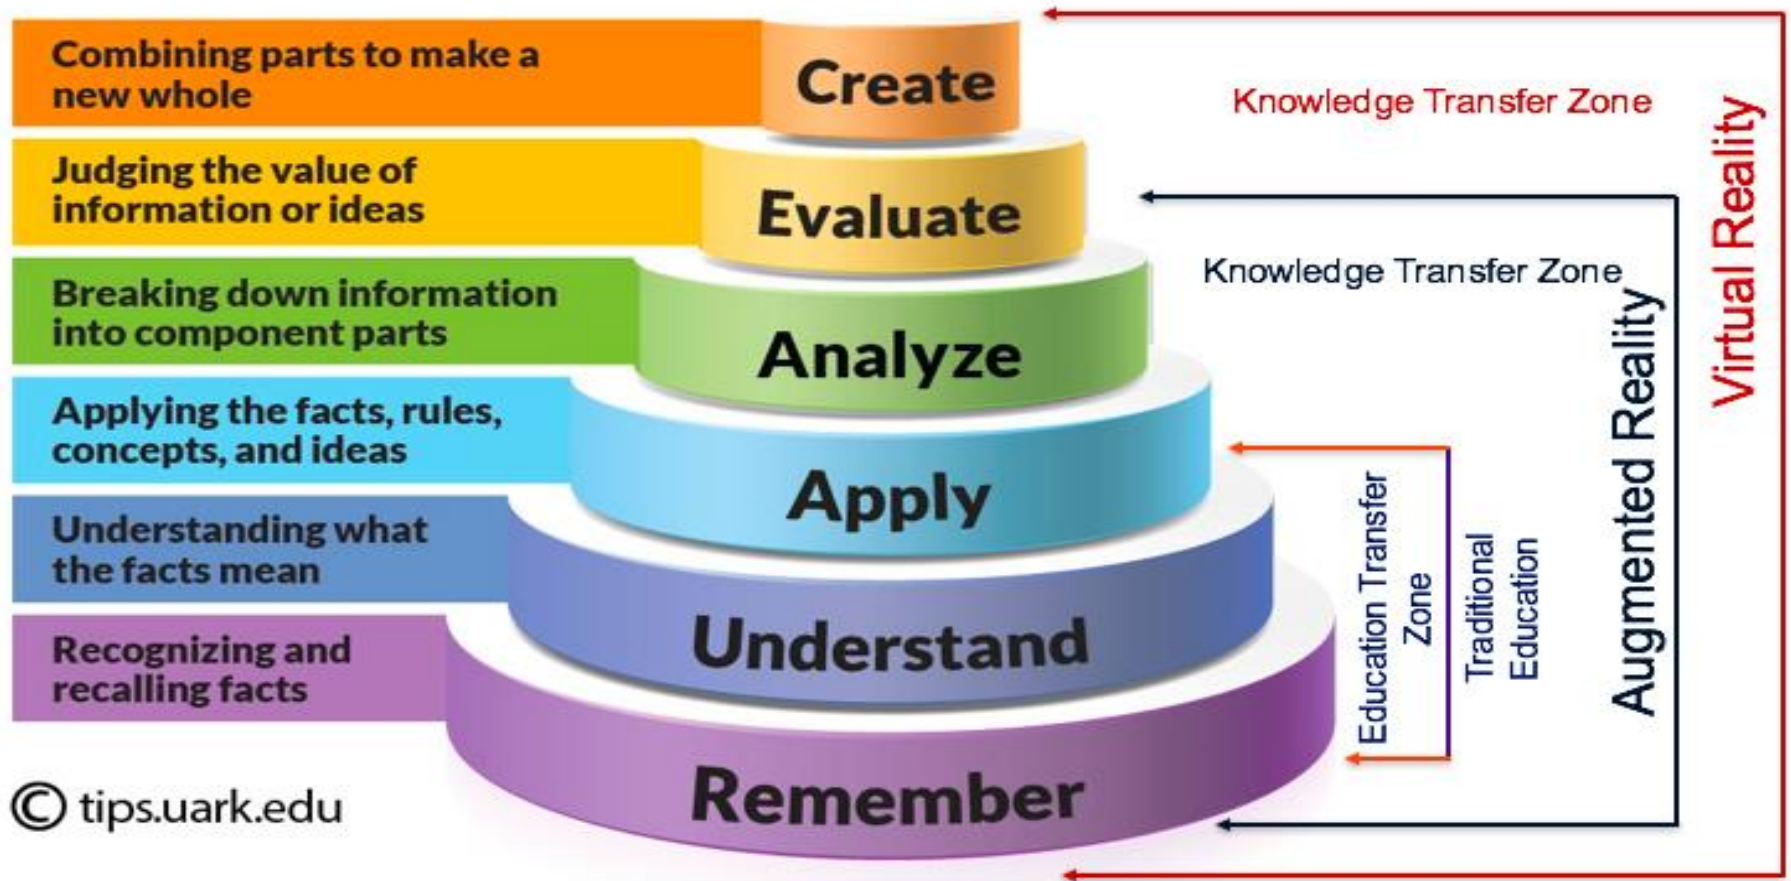 Combining parts to make a
new whole
Create
Judging the value of
information or ideas
Evaluate
Breaking down information
into component parts
Analyze
Applying the facts, rules,
concepts, and ideas
Apply
Understanding what
the facts mean
Understand
Recognizing and
recalling facts
Remember
Knowledge Transfer Zone
Knowledge Transfer Zone
Education Transfer
Zone
Traditional
Education
Augmented Reality
Virtual Reality
© tips.uark.edu